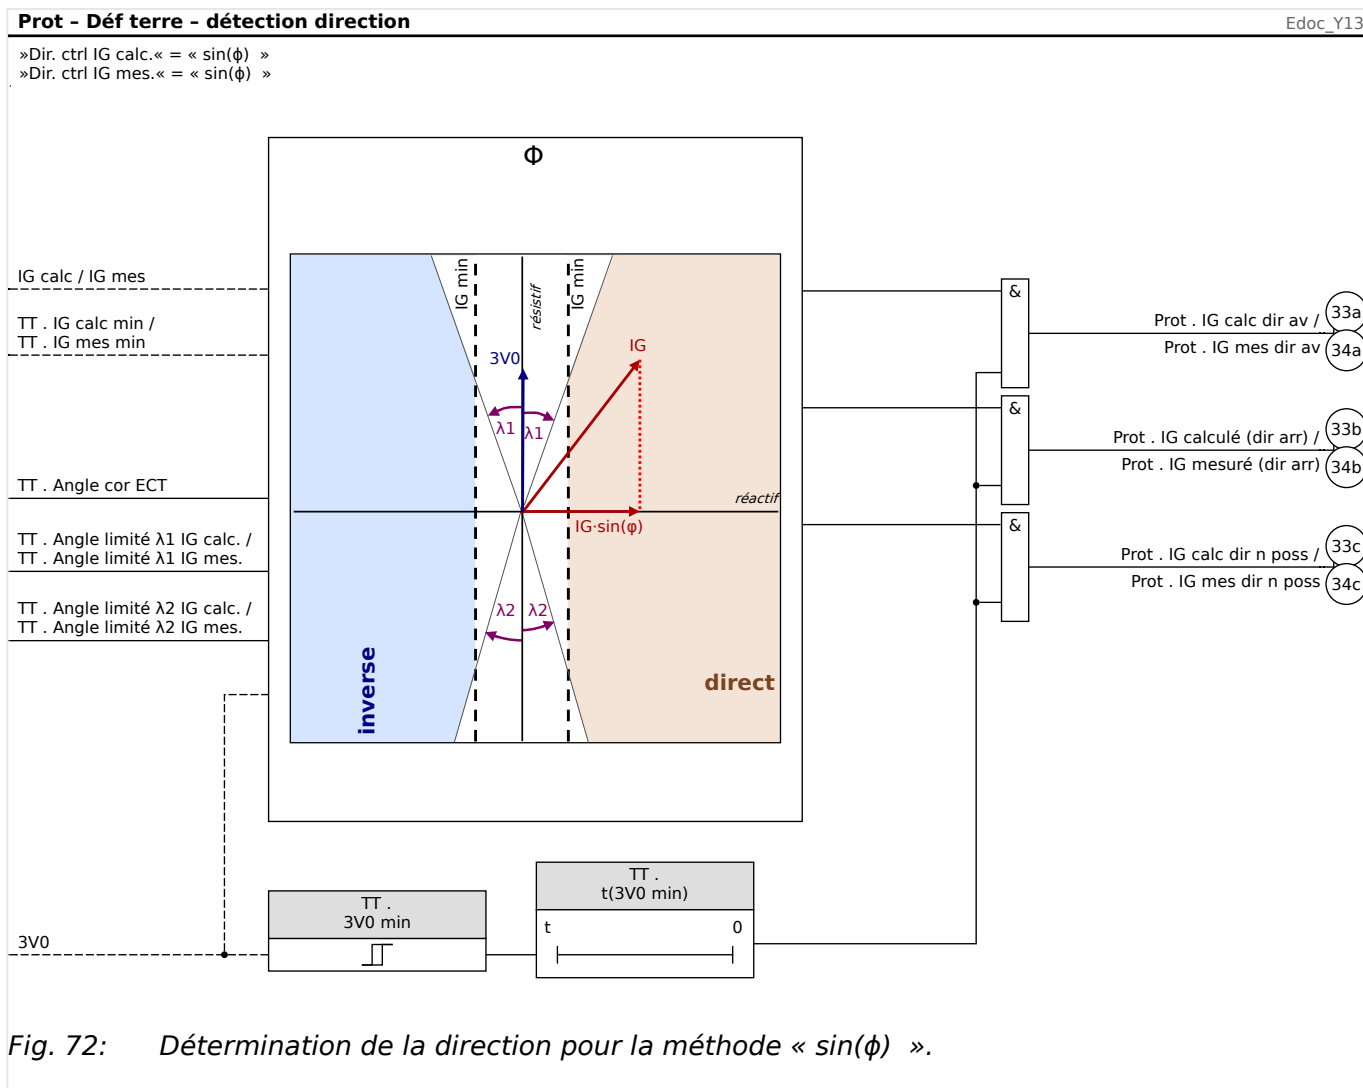 Prot – Déf terre – détection direction
Edoc_Y13
»Dir. ctrl IG calc.« = « sin(ϕ)  »
»Dir. ctrl IG mes.« = « sin(ϕ)  »
Φ
IG calc / IG mes
TT . IG calc min /
TT . IG mes min
TT . Angle cor ECT
TT . Angle limité λ1 IG calc. /
TT . Angle limité λ1 IG mes.
TT . Angle limité λ2 IG calc. /
TT . Angle limité λ2 IG mes.
3V0
IG min
résistif
IG min
3V0
IG
λ1
λ1
réactif
IG·sin(φ)
λ2
λ2
inverse
direct
&
Prot . IG calc dir av /
33a
Prot . IG mes dir av
34a
&
Prot . IG calculé (dir arr) /
33b
Prot . IG mesuré (dir arr)
34b
&
Prot . IG calc dir n poss /
33c
Prot . IG mes dir n poss
34c
TT .
3V0 min
TT .
t(3V0 min)
t
0
Fig. 72: Détermination de la direction pour la méthode « sin(ϕ)  ».